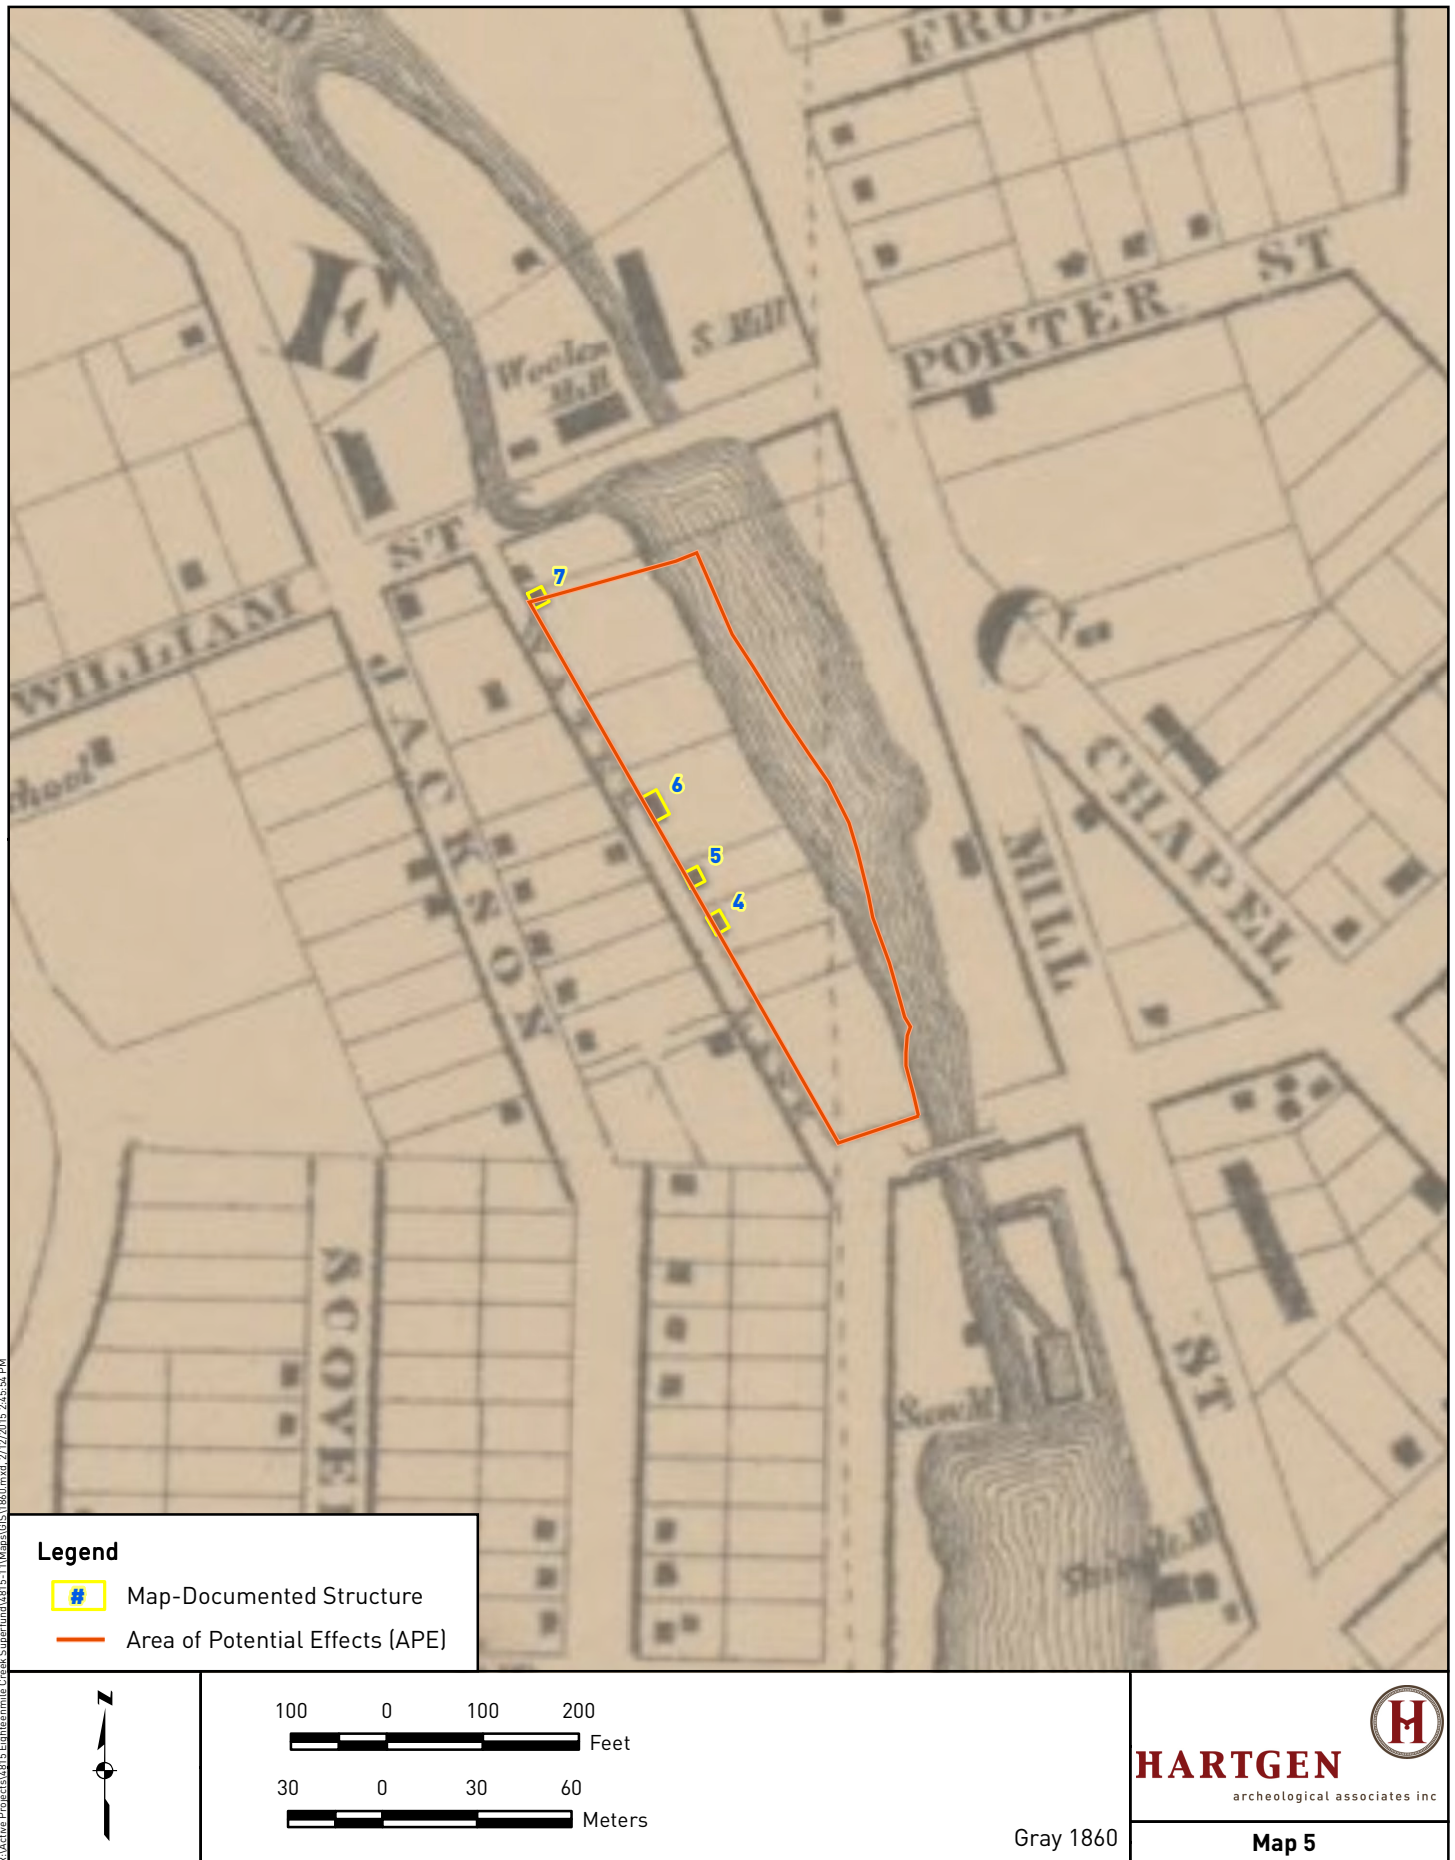 FRO
ST
PORTER
S. Mill
Woolen
Mill
E
7
ST
WILLIAM
JACKSON
6
5
4
CHAPEL
MILL
SCOVEL
ST
Saw M
Legend
# Map-Documented Structure
Area of Potential Effects (APE)
N
100 0 100 200
Feet
30 0 30 60
Meters
Gray 1860
H
HARTGEN
archeological associates inc
Map 5